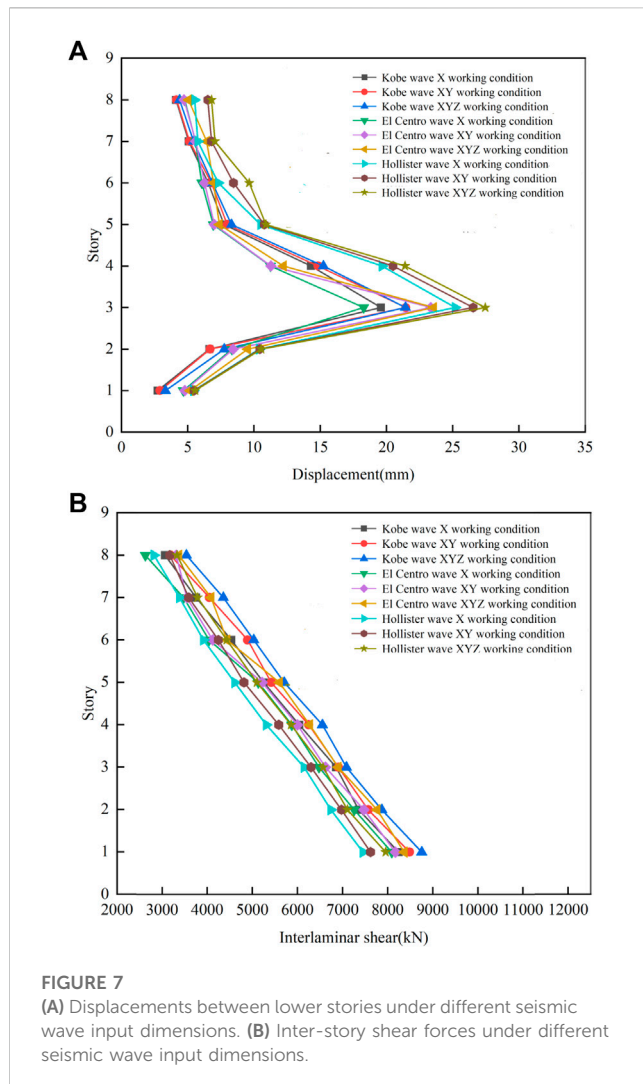 A
9
8
7
6
5
4
3
2
1
0
Story
Kobe wave X working condition
Kobe wave XY working condition
Kobe wave XYZ working condition
El Centro wave X working condition
El Centro wave XY working condition
El Centro wave XYZ working condition
Hollister wave X working condition
Hollister wave XY working condition
Hollister wave XYZ working condition
0 5 10 15 20 25 30 35
Displacement(mm)
B
9
8
7
6
5
4
3
2
1
0
Story
Kobe wave X working condition
Kobe wave XY working condition
Kobe wave XYZ working condition
El Centro wave X working condition
El Centro wave XY working condition
El Centro wave XYZ working condition
Hollister wave X working condition
Hollister wave XY working condition
Hollister wave XYZ working condition
2000 3000 4000 5000 6000 7000 8000 9000 10000 11000 12000
Interlaminar shear(kN)
FIGURE 7
(A) Displacements between lower stories under different seismic
wave input dimensions. (B) Inter-story shear forces under different
seismic wave input dimensions.